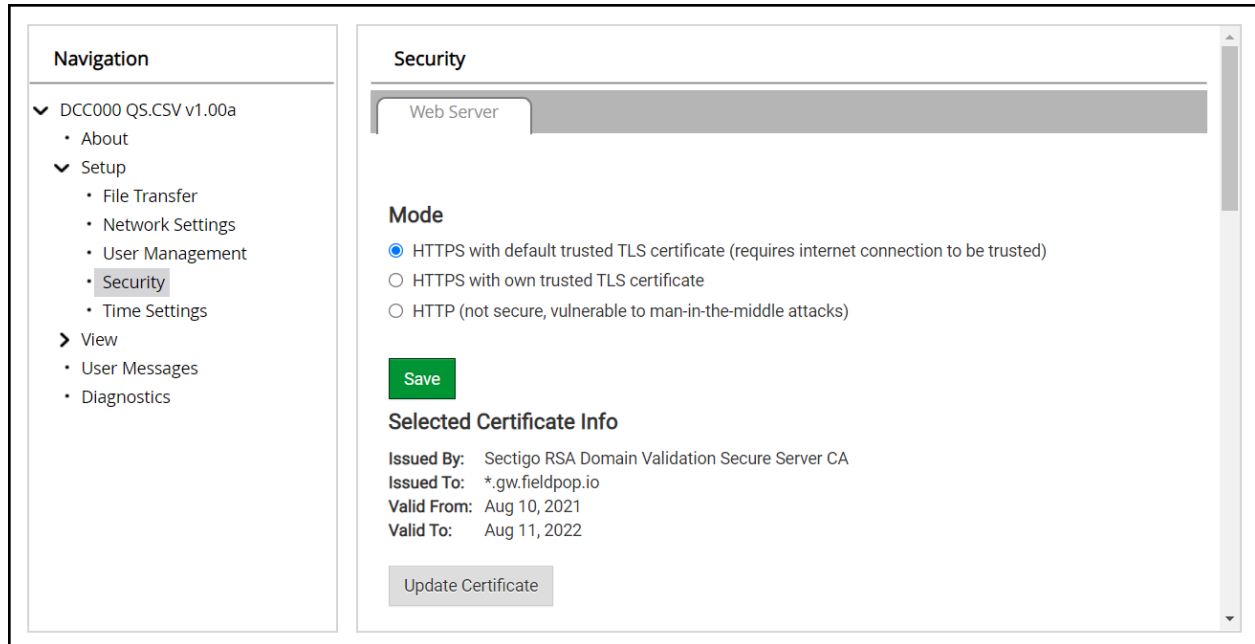 Navigation
DCC000 QS.CSV v1.00a
About
Setup
File Transfer
Network Settings
User Management
Security
Time Settings
View
User Messages
Diagnostics
Security
Web Server
Mode
HTTPS with default trusted TLS certificate (requires internet connection to be trusted)
HTTPS with own trusted TLS certificate
HTTP (not secure, vulnerable to man-in-the-middle attacks)
Save
Selected Certificate Info
Issued By: Sectigo RSA Domain Validation Secure Server CA
Issued To: *.gw.fieldpop.io
Valid From: Aug 10, 2021
Valid To: Aug 11, 2022
Update Certificate